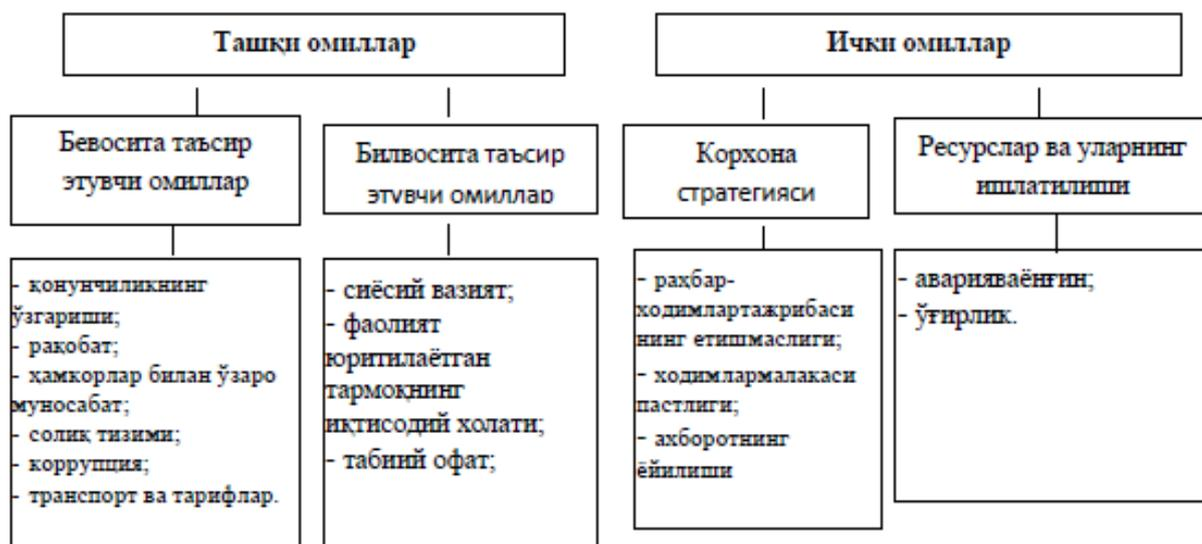 Ташқи омиллар
Ички омиллар
Бевосита таъсир
этувчи омиллар
Билвосита таъсир
этувчи омиллар
Корхона
стратегияси
Ресурслар ва уларнинг
ишлатилиши
- қонунчиликнинг
ўзгариши;
- рақобат;
- ҳамкорлар билан ўзаро
муносабат;
- солиқ тизими;
- коррупция;
- транспорт ва тарифлар.
- сиёсий вазият;
- фаолият
юритилаётган
тармоқнинг
иқтисодий холати;
- табиий офат;
- раҳбар-
ходимлартажрибаси
нинг етишмаслиги;
- ходимлармалакаси
пастлиги;
- ахборотнинг
ёйилиши
- аварияваёнғин;
- ўғирлик.